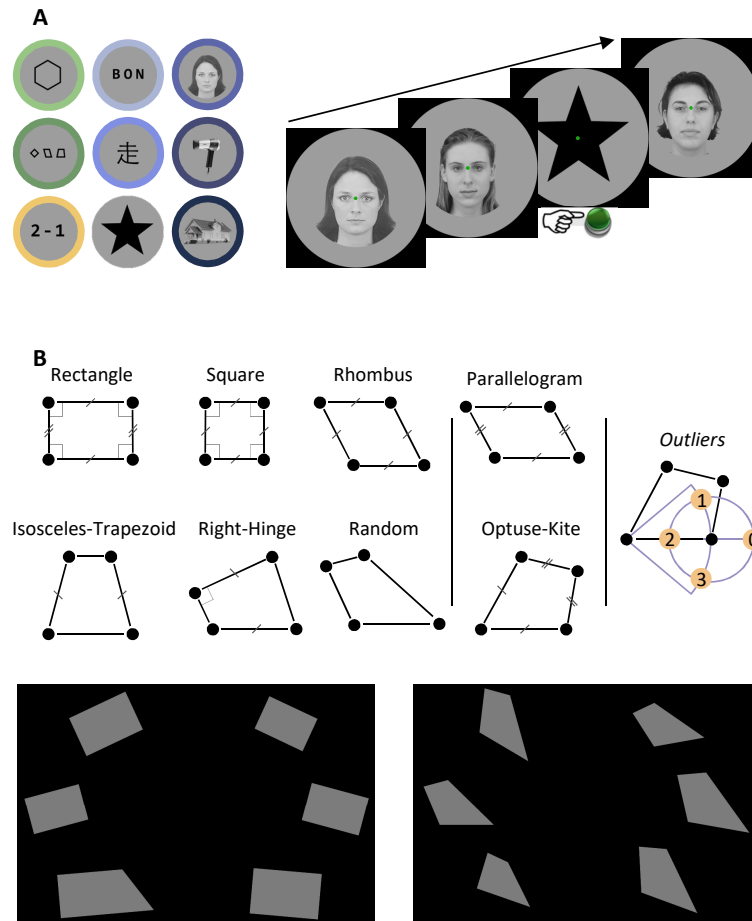 A
BON
走
2 - 1
B
Rectangle
Square
Rhombus
Parallelogram
Outliers
Isosceles-Trapezoid
Right-Hinge
Random
Optuse-Kite
1
2
3